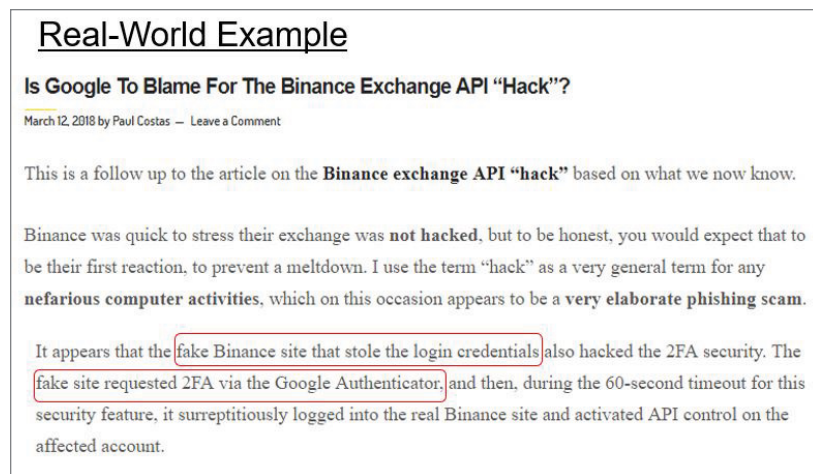 Real-World Example
Is Google To Blame For The Binance Exchange API “Hack”?
March 12, 2018 by Paul Costas — Leave a Comment
This is a follow up to the article on the Binance exchange API “hack” based on what we now know.
Binance was quick to stress their exchange was not hacked, but to be honest, you would expect that to
be their first reaction, to prevent a meltdown. I use the term “hack” as a very general term for any
nefarious computer activities, which on this occasion appears to be a very elaborate phishing scam.
It appears that the fake Binance site that stole the login credentials also hacked the 2FA security. The
fake site requested 2FA via the Google Authenticator, and then, during the 60-second timeout for this
security feature, it surreptitiously logged into the real Binance site and activated API control on the
affected account.